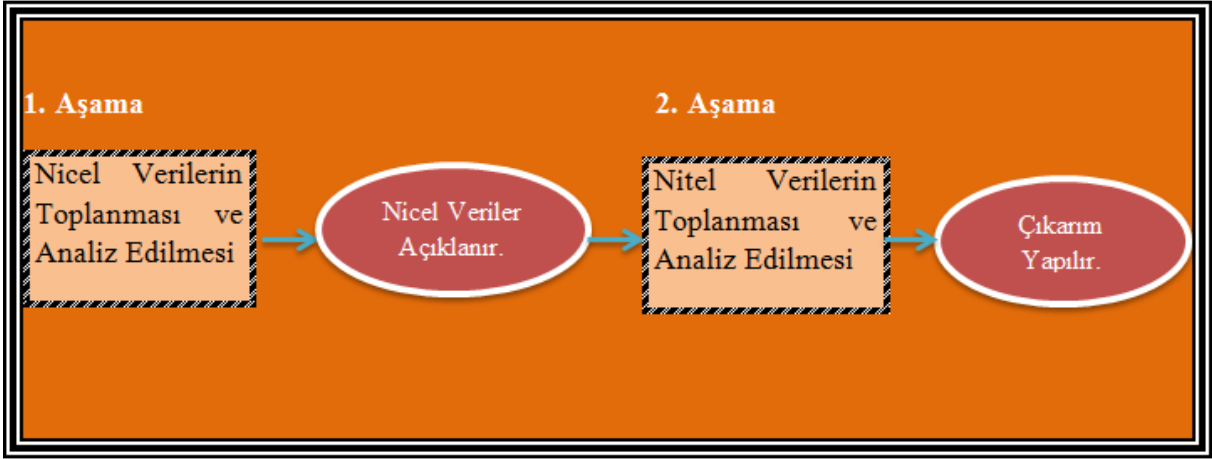 1. Aşama
Nicel Verilerin
Toplanması ve
Analiz Edilmesi
Nicel Veriler
Açıklanır.
2. Aşama
Nitel Verilerin
Toplanması ve
Analiz Edilmesi
Çıkarım
Yapılır.